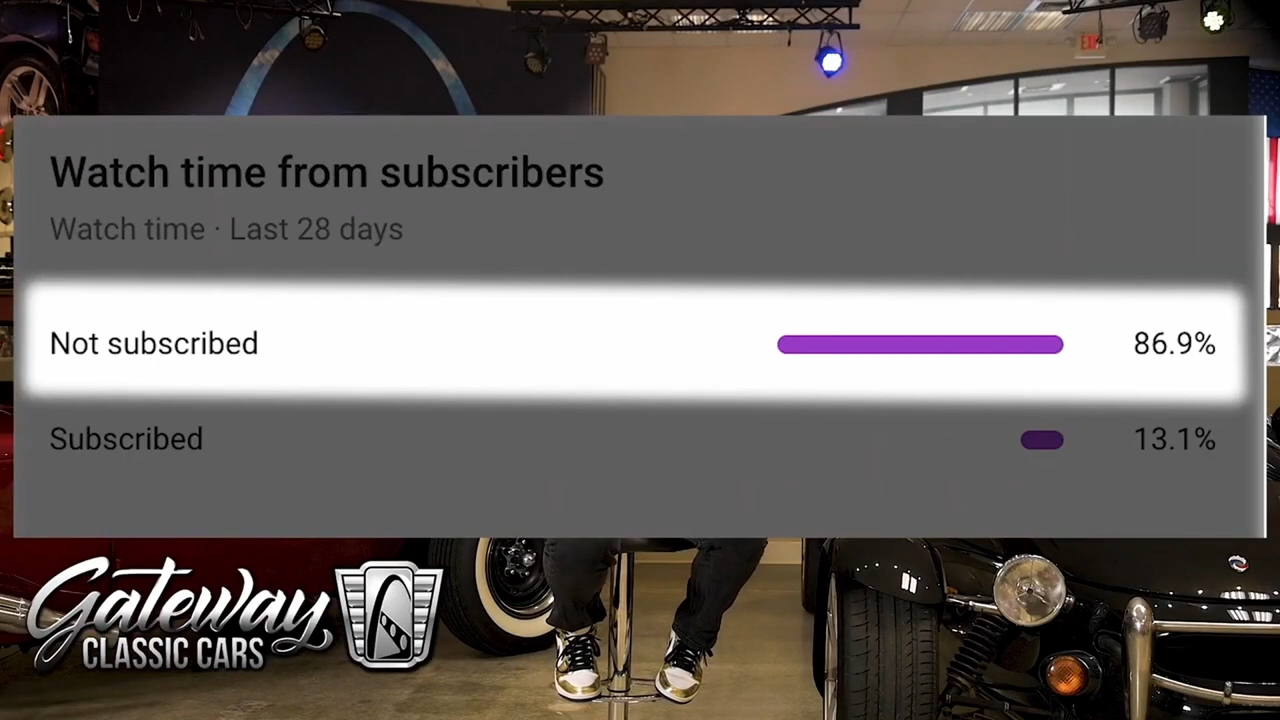 Watch time from subscribers
Watch time · Last 28 days
Not subscribed 86.9%
Subscribed 13.1%
Gateway
CLASSIC CARS